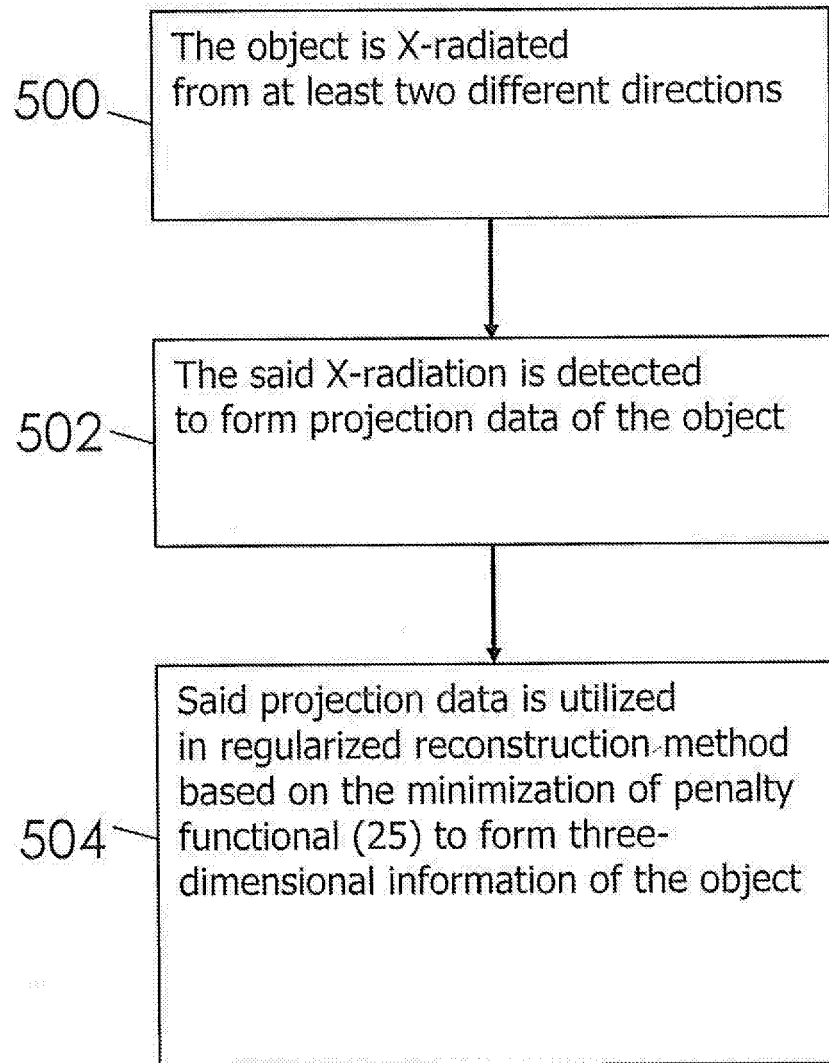 500
The object is X-radiated
from at least two different directions
502
The said X-radiation is detected
to form projection data of the object
504
Said projection data is utilized
in regularized reconstruction method
based on the minimization of penalty
functional (25) to form three-
dimensional information of the object